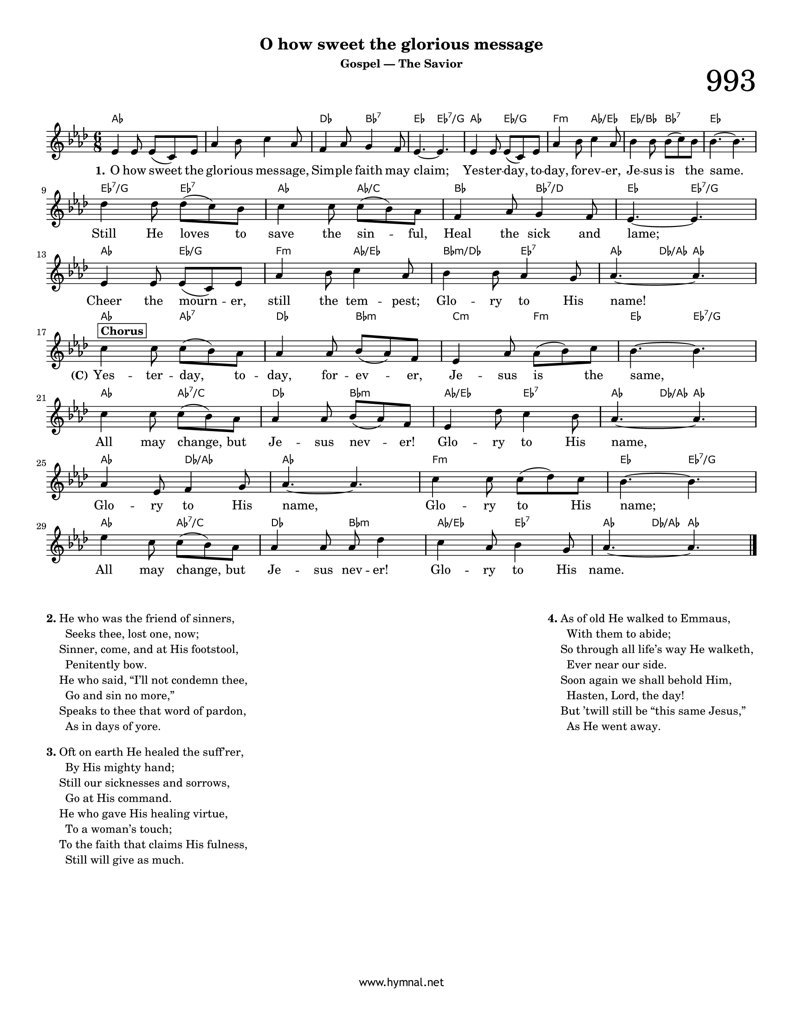 O how sweet the glorious message
Gospel — The Savior
993
A♭ D♭ B♭7 E♭ E♭7/G A♭ E♭/G Fm A♭/E♭ E♭/B♭ B♭7 E♭
6 8
1. O how sweet the glorious message, Simple faith may claim; Yester-day, to-day, forev-er, Je-sus is the same.
9 E♭7/G E♭7 A♭ A♭/C B♭ B♭7/D E♭ E♭7/G
Still He loves to save the sin - ful, Heal the sick and lame;
13 A♭ E♭/G Fm A♭/E♭ B♭m/D♭ E♭7 A♭ D♭/A♭ A♭
Cheer the mourn - er, still the tem - pest; Glo - ry to His name!
A♭ A♭7 D♭ B♭m Cm Fm E♭ E♭7/G
17 Chorus
(C) Yes - ter - day, to - day, for - ev - er, Je - sus is the same,
21 A♭ A♭7/C D♭ B♭m A♭/E♭ E♭7 A♭ D♭/A♭ A♭
All may change, but Je - sus nev - er! Glo - ry to His name,
25 A♭ D♭/A♭ A♭ Fm E♭ E♭7/G
Glo - ry to His name, Glo - ry to His name;
29 A♭ A♭7/C D♭ B♭m A♭/E♭ E♭7 A♭ D♭/A♭ A♭
All may change, but Je - sus nev - er! Glo - ry to His name.
2. He who was the friend of sinners,
Seeks thee, lost one, now;
Sinner, come, and at His footstool,
Penitently bow.
He who said, “I’ll not condemn thee,
Go and sin no more,”
Speaks to thee that word of pardon,
As in days of yore.
3. Oft on earth He healed the suff’rer,
By His mighty hand;
Still our sicknesses and sorrows,
Go at His command.
He who gave His healing virtue,
To a woman’s touch;
To the faith that claims His fulness,
Still will give as much.
4. As of old He walked to Emmaus,
With them to abide;
So through all life’s way He walketh,
Ever near our side.
Soon again we shall behold Him,
Hasten, Lord, the day!
But ’twill still be “this same Jesus,”
As He went away.
www.hymnal.net